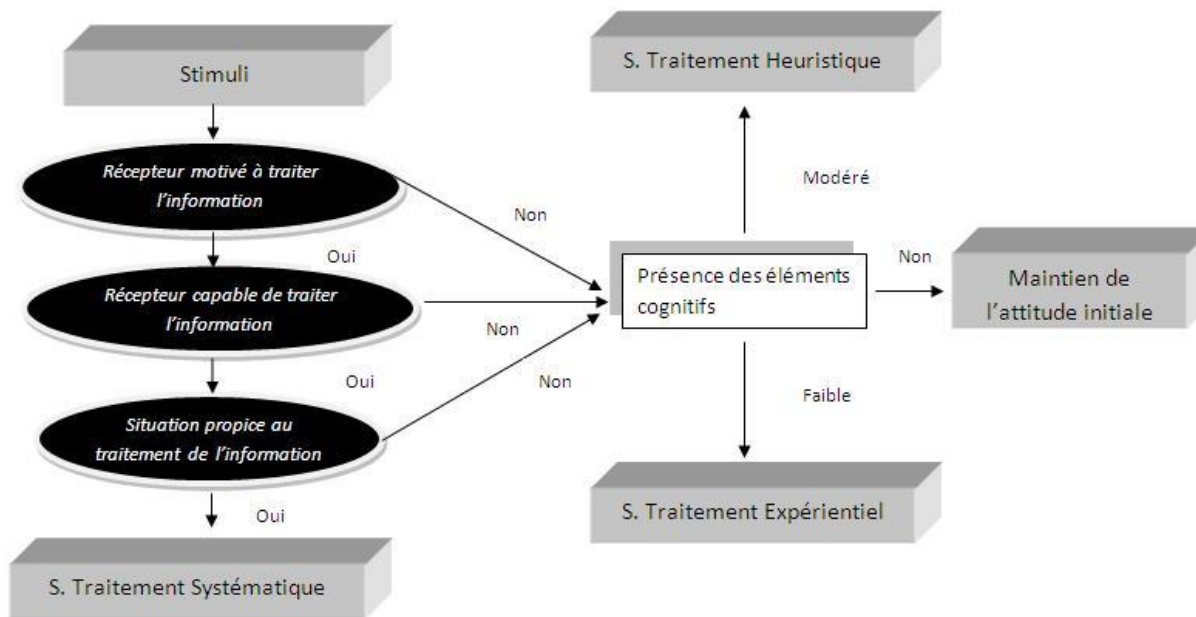 Stimuli
S. Traitement Heuristique
Récepteur motivé à traiter
l'information
Modéré
Non
Oui
Présence des éléments
cognitifs
Non
Maintien de
l'attitude initiale
Récepteur capable de traiter
l'information
Non
Oui
Non
Faible
Situation propice au
traitement de l'information
S. Traitement Expérientiel
Oui
S. Traitement Systématique